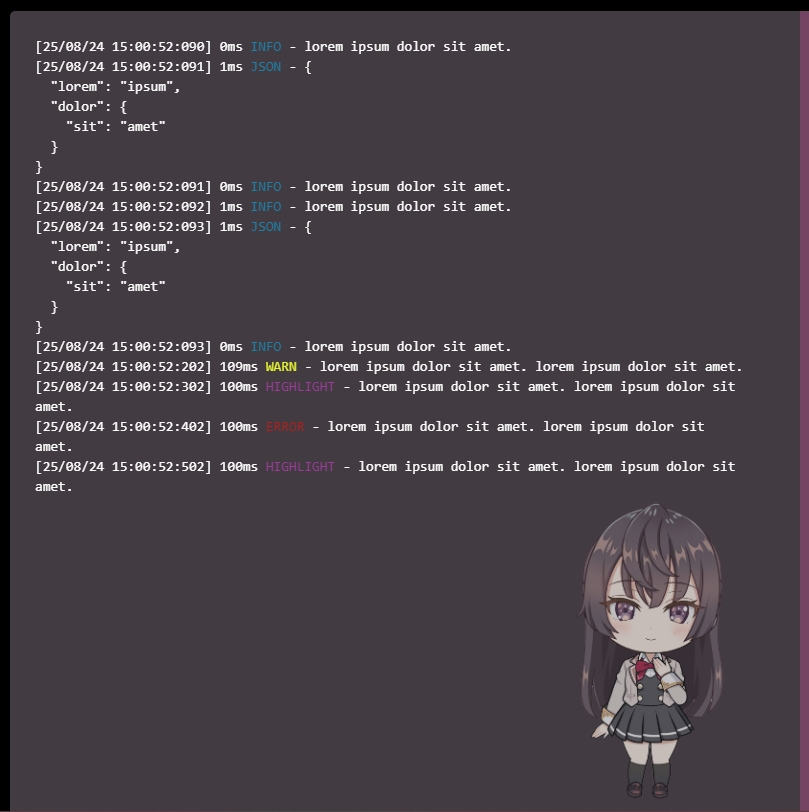 [25/08/24 15:00:52:090] 0ms INFO - lorem ipsum dolor sit amet.
[25/08/24 15:00:52:091] 1ms JSON - {
  "lorem": "ipsum",
  "dolor": {
    "sit": "amet"
  }
}
[25/08/24 15:00:52:091] 0ms INFO - lorem ipsum dolor sit amet.
[25/08/24 15:00:52:092] 1ms INFO - lorem ipsum dolor sit amet.
[25/08/24 15:00:52:093] 1ms JSON - {
  "lorem": "ipsum",
  "dolor": {
    "sit": "amet"
  }
}
[25/08/24 15:00:52:093] 0ms INFO - lorem ipsum dolor sit amet.
[25/08/24 15:00:52:202] 109ms WARN - lorem ipsum dolor sit amet. lorem ipsum dolor sit amet.
[25/08/24 15:00:52:302] 100ms HIGHLIGHT - lorem ipsum dolor sit amet. lorem ipsum dolor sit
amet.
[25/08/24 15:00:52:402] 100ms ERROR - lorem ipsum dolor sit amet. lorem ipsum dolor sit
amet.
[25/08/24 15:00:52:502] 100ms HIGHLIGHT - lorem ipsum dolor sit amet. lorem ipsum dolor sit
amet.